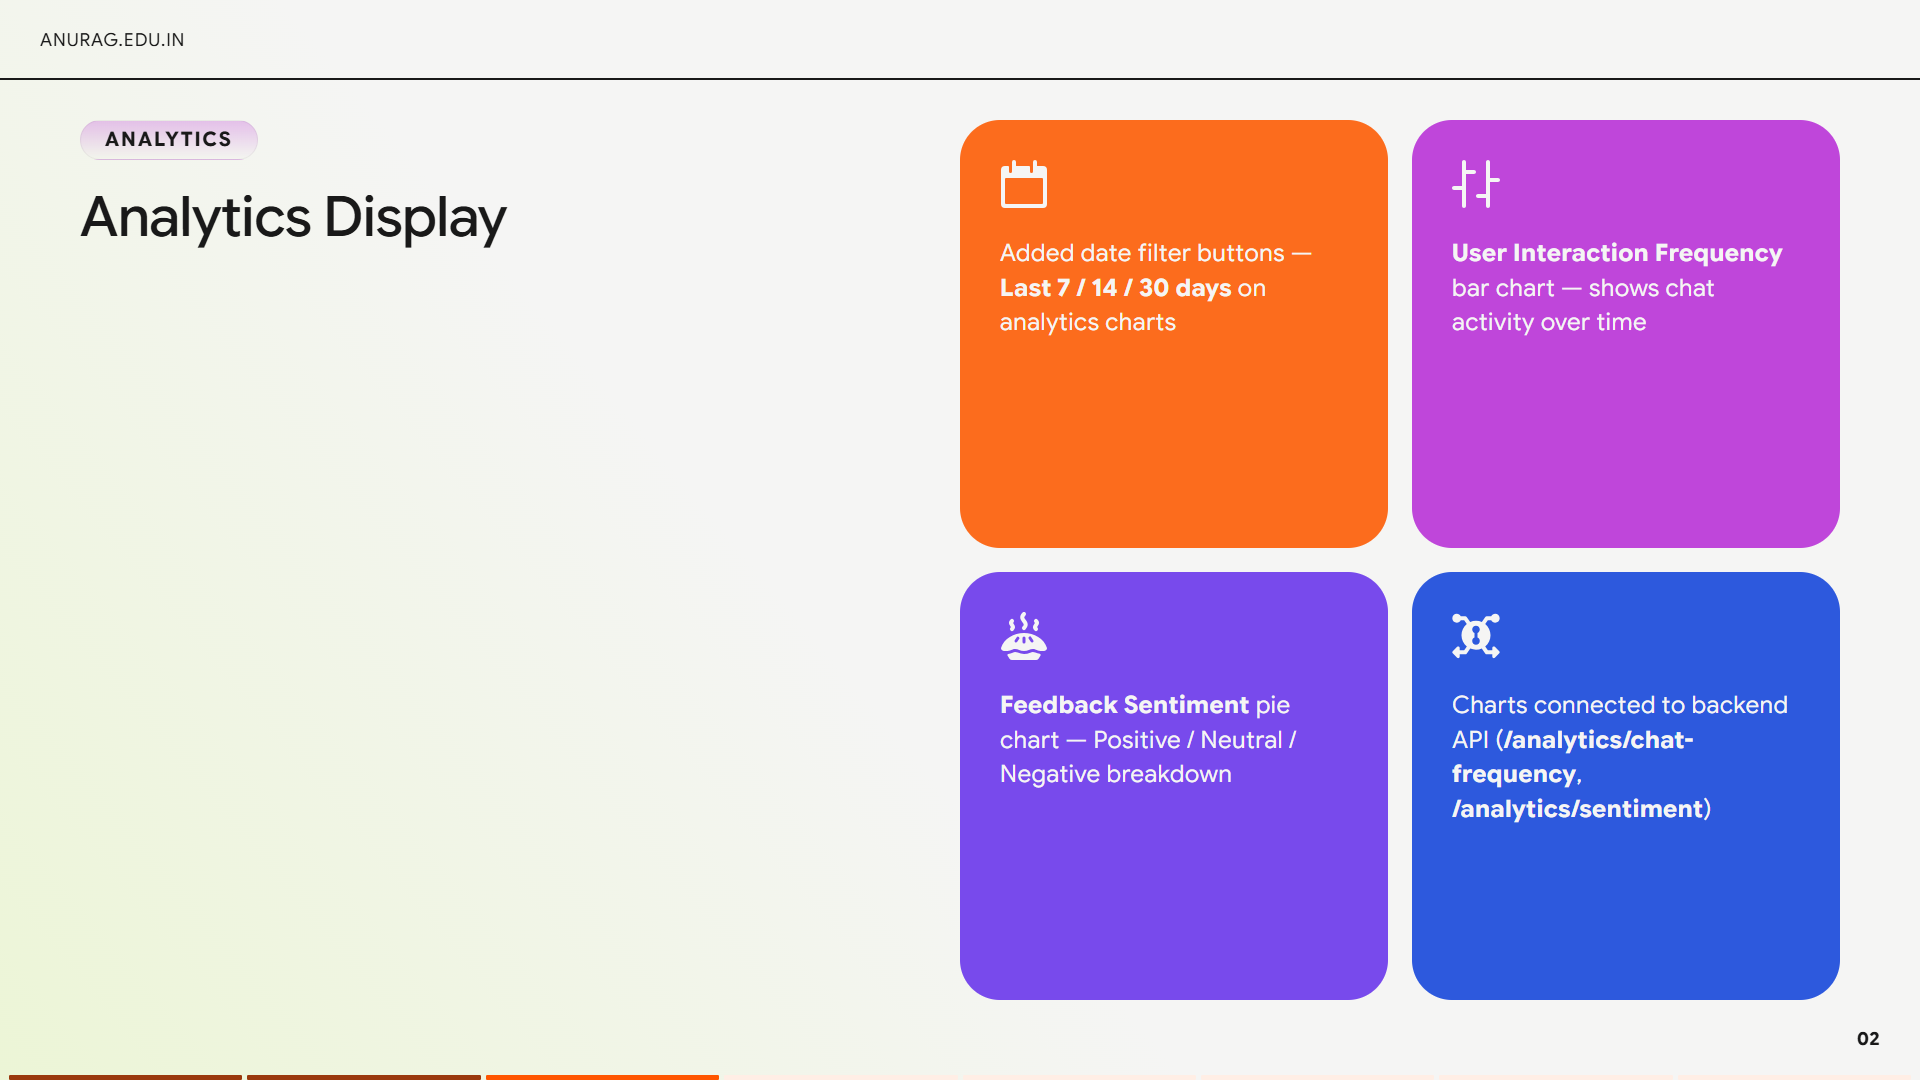 ANURAG.EDU.IN
ANALYTICS
Analytics Display
Added date filter buttons —
Last 7 / 14 / 30 days on
analytics charts
User Interaction Frequency
bar chart — shows chat
activity over time
Feedback Sentiment pie
chart — Positive / Neutral /
Negative breakdown
Charts connected to backend
API (/analytics/chat-
frequency,
/analytics/sentiment)
02